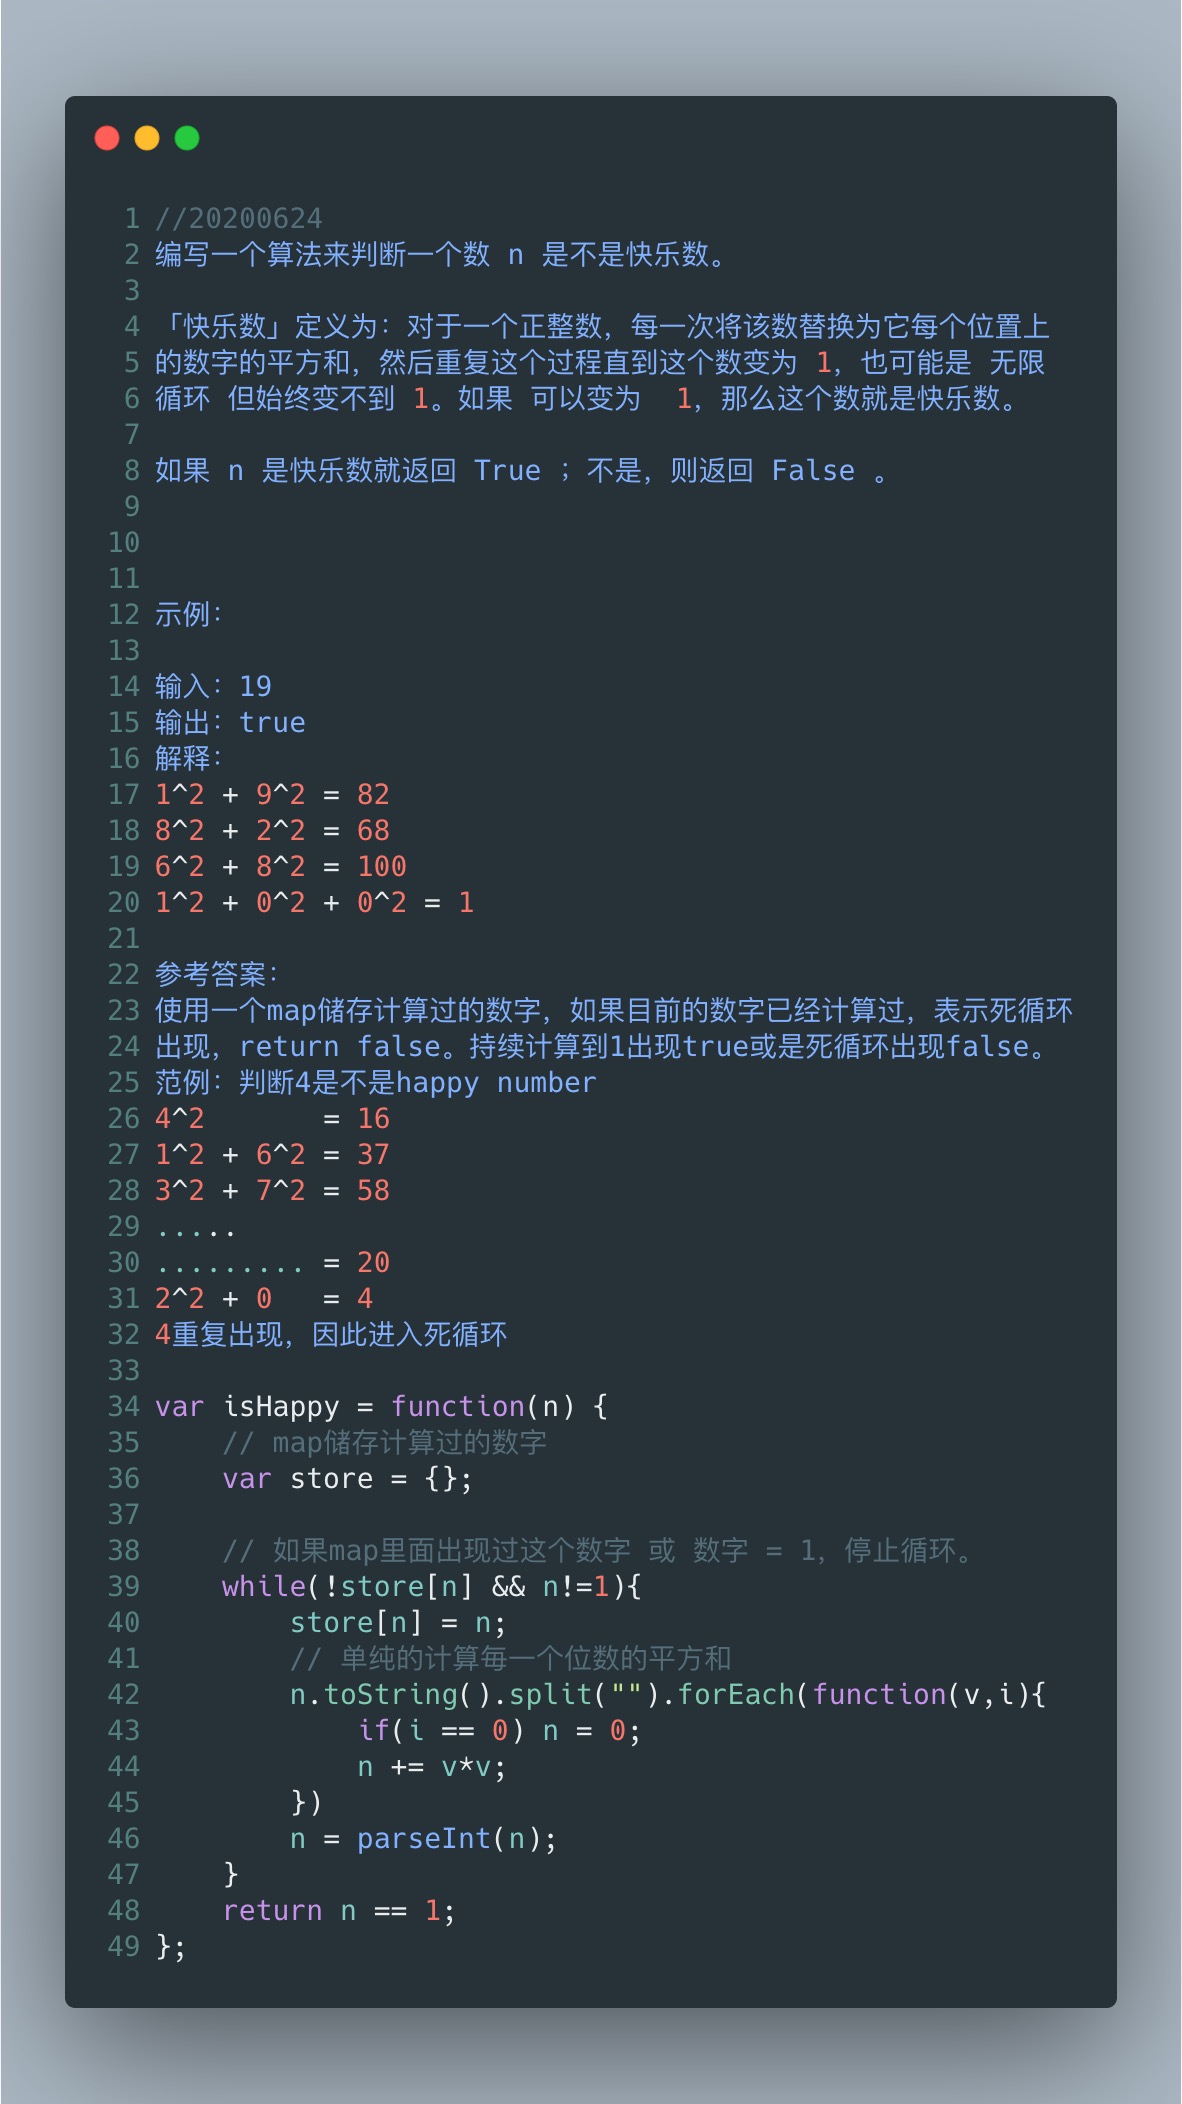 1 //20200624
2 编写一个算法来判断一个数 n 是不是快乐数。
3
4 「快乐数」定义为：对于一个正整数，每一次将该数替换为它每个位置上
5 的数字的平方和，然后重复这个过程直到这个数变为 1，也可能是 无限
6 循环 但始终变不到 1。如果 可以变为  1，那么这个数就是快乐数。
7
8 如果 n 是快乐数就返回 True ；不是，则返回 False 。
9
10
11
12 示例：
13
14 输入：19
15 输出：true
16 解释：
17 1^2 + 9^2 = 82
18 8^2 + 2^2 = 68
19 6^2 + 8^2 = 100
20 1^2 + 0^2 + 0^2 = 1
21
22 参考答案：
23 使用一个map储存计算过的数字，如果目前的数字已经计算过，表示死循环
24 出现，return false。持续计算到1出现true或是死循环出现false。
25 范例：判断4是不是happy number
26 4^2       = 16
27 1^2 + 6^2 = 37
28 3^2 + 7^2 = 58
29 .....
30 ......... = 20
31 2^2 + 0   = 4
32 4重复出现，因此进入死循环
33
34 var isHappy = function(n) {
35     // map储存计算过的数字
36     var store = {};
37
38     // 如果map里面出现过这个数字 或 数字 = 1，停止循环。
39     while(!store[n] && n!=1){
40         store[n] = n;
41         // 单纯的计算每一个位数的平方和
42         n.toString().split("").forEach(function(v,i){
43             if(i == 0) n = 0;
44             n += v*v;
45         })
46         n = parseInt(n);
47     }
48     return n == 1;
49 };